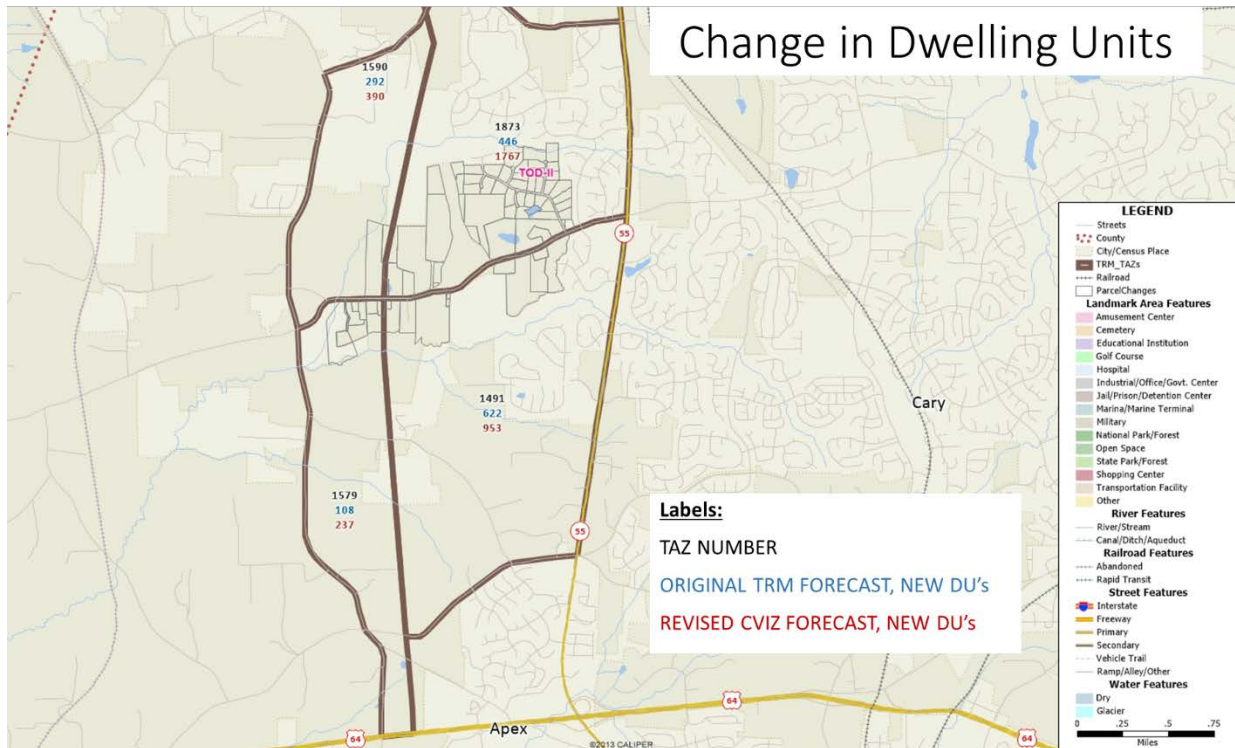 Change in Dwelling Units
1590
292
390
1873
446
1767
TOD-II
55
1491
622
953
Cary
1579
108
237
55
64
64
64
Apex
©2013 CALIPER
Labels:
TAZ NUMBER
ORIGINAL TRM FORECAST, NEW DU's
REVISED CVIZ FORECAST, NEW DU's
LEGEND
Streets
County
City/Census Place
TRM_TAZs
Railroad
ParcelChanges
Landmark Area Features
Amusement Center
Cemetery
Educational Institution
Golf Course
Hospital
Industrial/Office/Govt. Center
Jail/Prison/Detention Center
Marina/Marine Terminal
Military
National Park/Forest
Open Space
State Park/Forest
Shopping Center
Transportation Facility
Other
River Features
River/Stream
Canal/Ditch/Aqueduct
Railroad Features
Abandoned
Rapid Transit
Street Features
Interstate
Freeway
Primary
Secondary
Vehicle Trail
Ramp/Alley/Other
Water Features
Dry
Glacier
0 .25 .5 .75
Miles